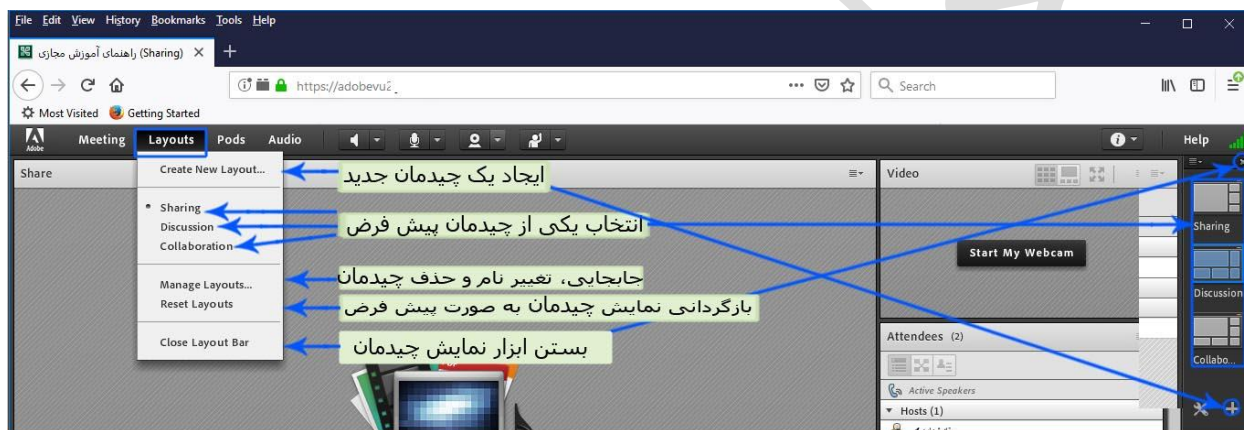 File Edit View History Bookmarks Tools Help
راهنمای آموزش مجازی (Sharing)
https://adobevu2
Search
Most Visited Getting Started
Adobe Meeting Layouts Pods Audio Help
Share
Video
Create New Layout...
ایجاد یک چیدمان جدید
Sharing
Discussion
Collaboration
انتخاب یکی از چیدمان پیش فرض
Manage Layouts...
جابجایی، تغییر نام و حذف چیدمان
Reset Layouts
بازگردانی نمایش چیدمان به صورت پیش فرض
Close Layout Bar
بستن ابزار نمایش چیدمان
Start My Webcam
Attendees (2)
Active Speakers
Hosts (1)
Sharing
Discussion
Collabo...